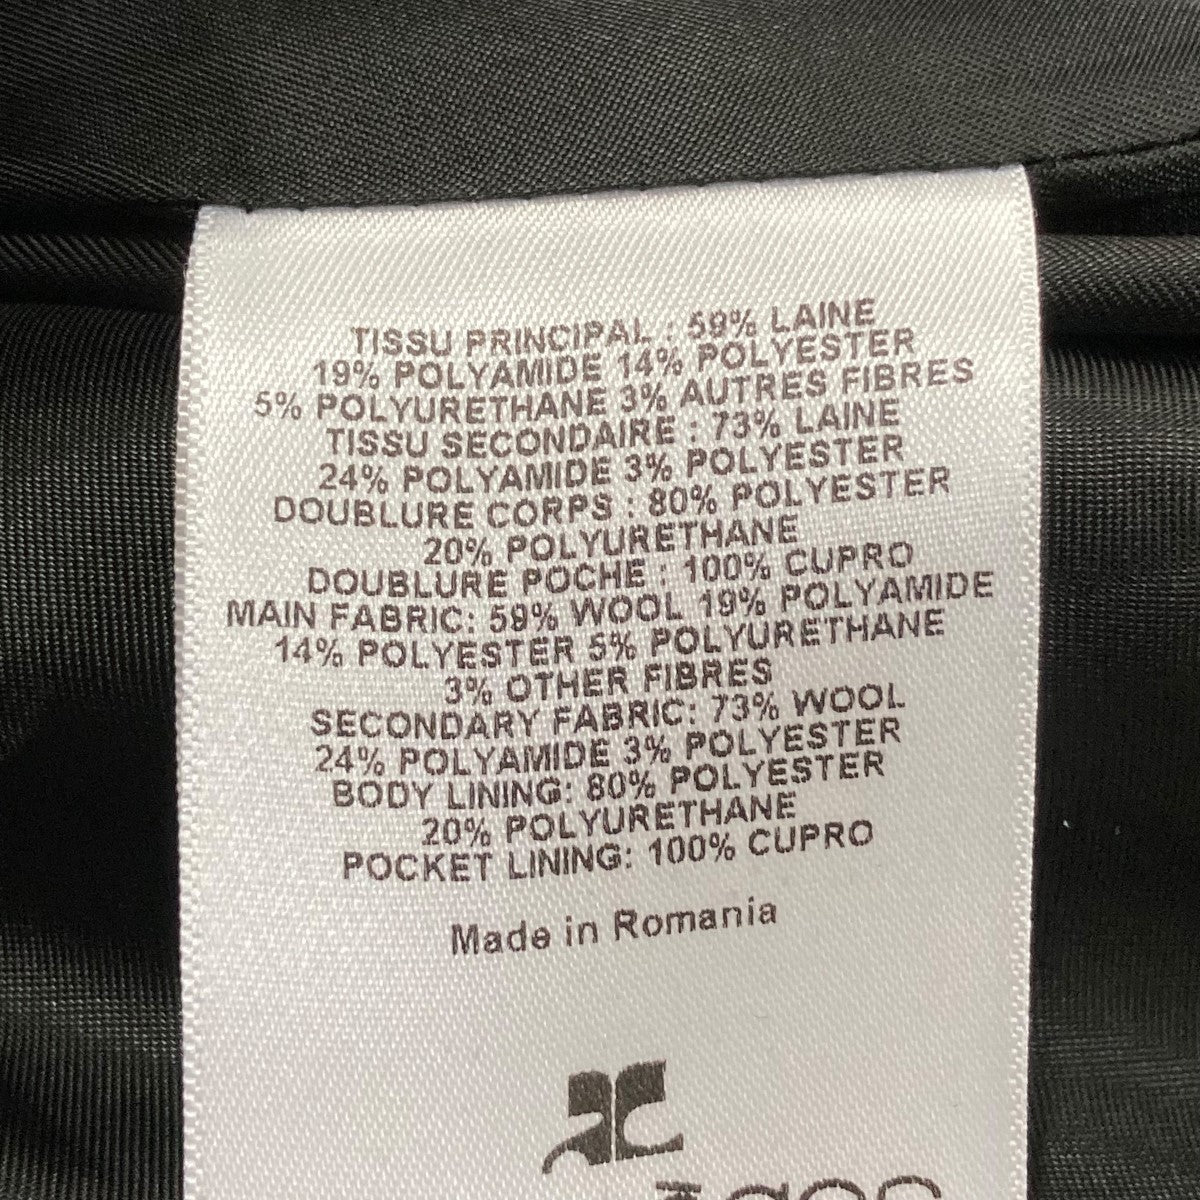 TISSU PRINCIPAL : 59% LAINE
19% POLYAMIDE 14% POLYESTER
5% POLYURETHANE 3% AUTRES FIBRES
TISSU SECONDAIRE : 73% LAINE
24% POLYAMIDE 3% POLYESTER
DOUBLURE CORPS : 80% POLYESTER
20% POLYURETHANE
DOUBLURE POCHE : 100% CUPRO
MAIN FABRIC: 59% WOOL 19% POLYAMIDE
14% POLYESTER 5% POLYURETHANE
3% OTHER FIBRES
SECONDARY FABRIC: 73% WOOL
24% POLYAMIDE 3% POLYESTER
BODY LINING: 80% POLYESTER
20% POLYURETHANE
POCKET LINING: 100% CUPRO
Made in Romania